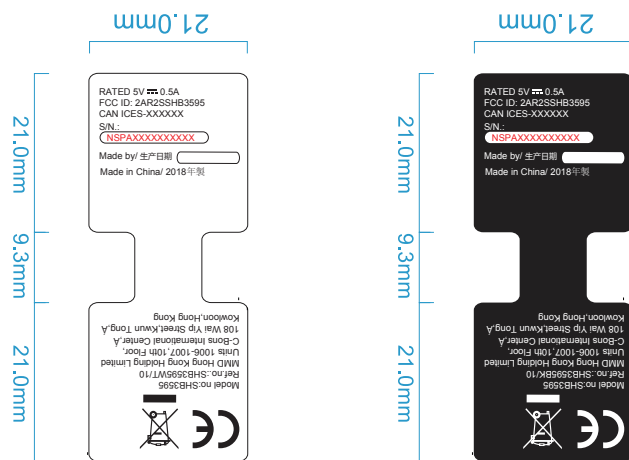 21.0mm
21.0mm
9.3mm
21.0mm
RATED 5V ⎓ 0.5A
FCC ID: 2AR2SSHB3595
CAN ICES-XXXXXX
S/N.:
NSPAXXXXXXXXXX
Made by/ 生产日期
Made in China/ 2018年製
Model no:SHB3595
Ref.no.:SHB3595WT/10
MMD Hong Kong Holding Limited
Units 1006-1007,10th Floor,
C-Bons International Center,Â
108 Wai Yip Street,Kwun Tong,Â
Kowloon,Hong Kong
CE
21.0mm
21.0mm
9.3mm
21.0mm
RATED 5V ⎓ 0.5A
FCC ID: 2AR2SSHB3595
CAN ICES-XXXXXX
S/N.:
NSPAXXXXXXXXXX
Made by/ 生产日期
Made in China/ 2018年製
Model no:SHB3595
Ref.no.:SHB3595BK/10
MMD Hong Kong Holding Limited
Units 1006-1007,10th Floor,
C-Bons International Center,Â
108 Wai Yip Street,Kwun Tong,Â
Kowloon,Hong Kong
CE